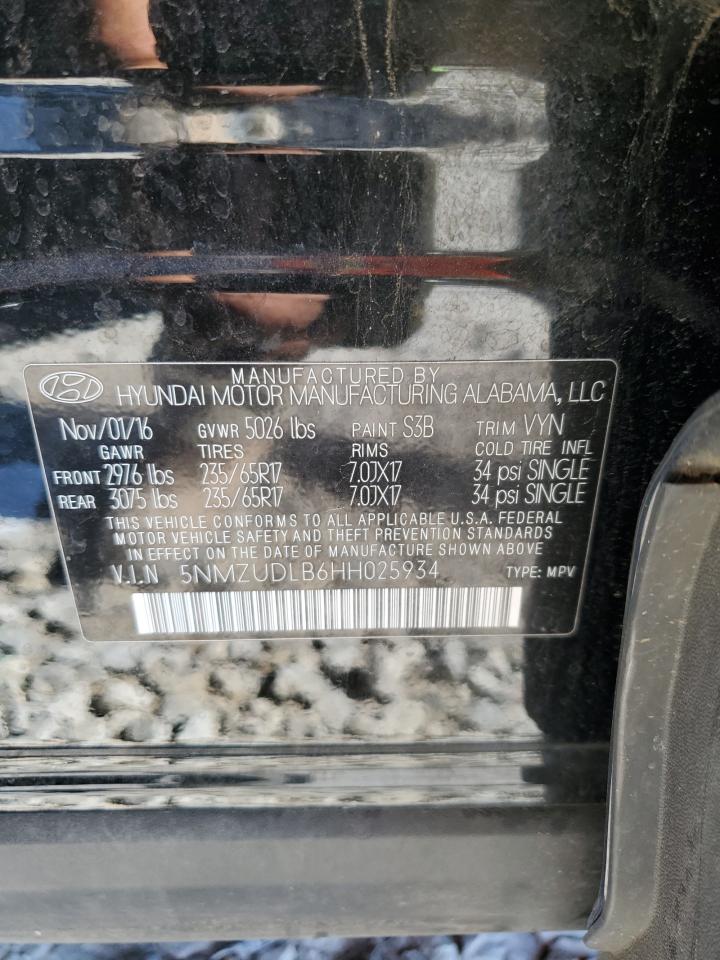 MANUFACTURED BY
HYUNDAI MOTOR MANUFACTURING ALABAMA, LLC
Nov/01/16 GVWR 5026 lbs PAINT S3B TRIM VYN
GAWR TIRES RIMS COLD TIRE INFL
FRONT 2976 lbs 235/65R17 7.0JX17 34 psi SINGLE
REAR 3075 lbs 235/65R17 7.0JX17 34 psi SINGLE
THIS VEHICLE CONFORMS TO ALL APPLICABLE U.S.A. FEDERAL
MOTOR VEHICLE SAFETY AND THEFT PREVENTION STANDARDS
IN EFFECT ON THE DATE OF MANUFACTURE SHOWN ABOVE
V.I.N 5NMZUDLB6HH025934 TYPE: MPV